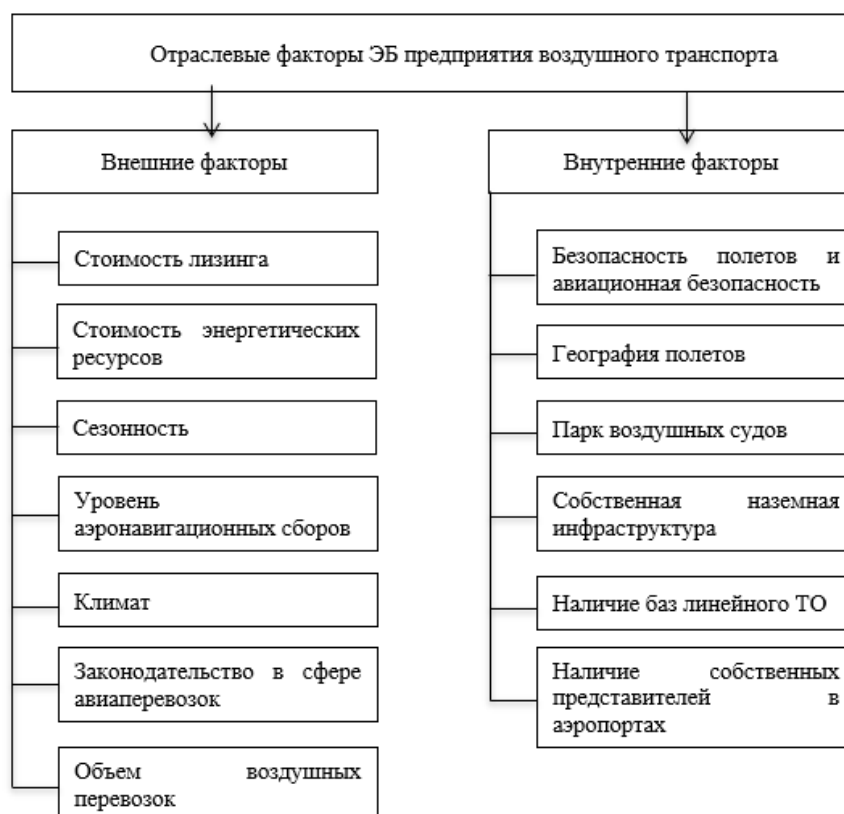 Отраслевые факторы ЭБ предприятия воздушного транспорта
Внешние факторы
Стоимость лизинга
Стоимость энергетических
ресурсов
Сезонность
Уровень
аэронавигационных сборов
Климат
Законодательство в сфере
авиаперевозок
Объем воздушных
перевозок
Внутренние факторы
Безопасность полетов и
авиационная безопасность
География полетов
Парк воздушных судов
Собственная наземная
инфраструктура
Наличие баз линейного ТО
Наличие собственных
представителей в
аэропортах